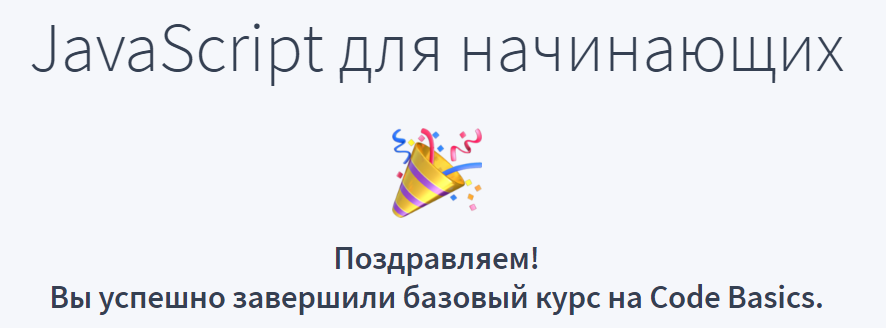 JavaScript для начинающих
Поздравляем!
Вы успешно завершили базовый курс на Code Basics.